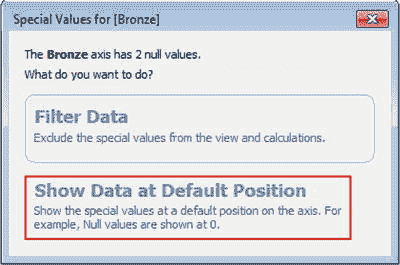 Special Values for [Bronze]
The Bronze axis has 2 null values.
What do you want to do?
Filter Data
Exclude the special values from the view and calculations.
Show Data at Default Position
Show the special values at a default position on the axis. For
example, Null values are shown at 0.